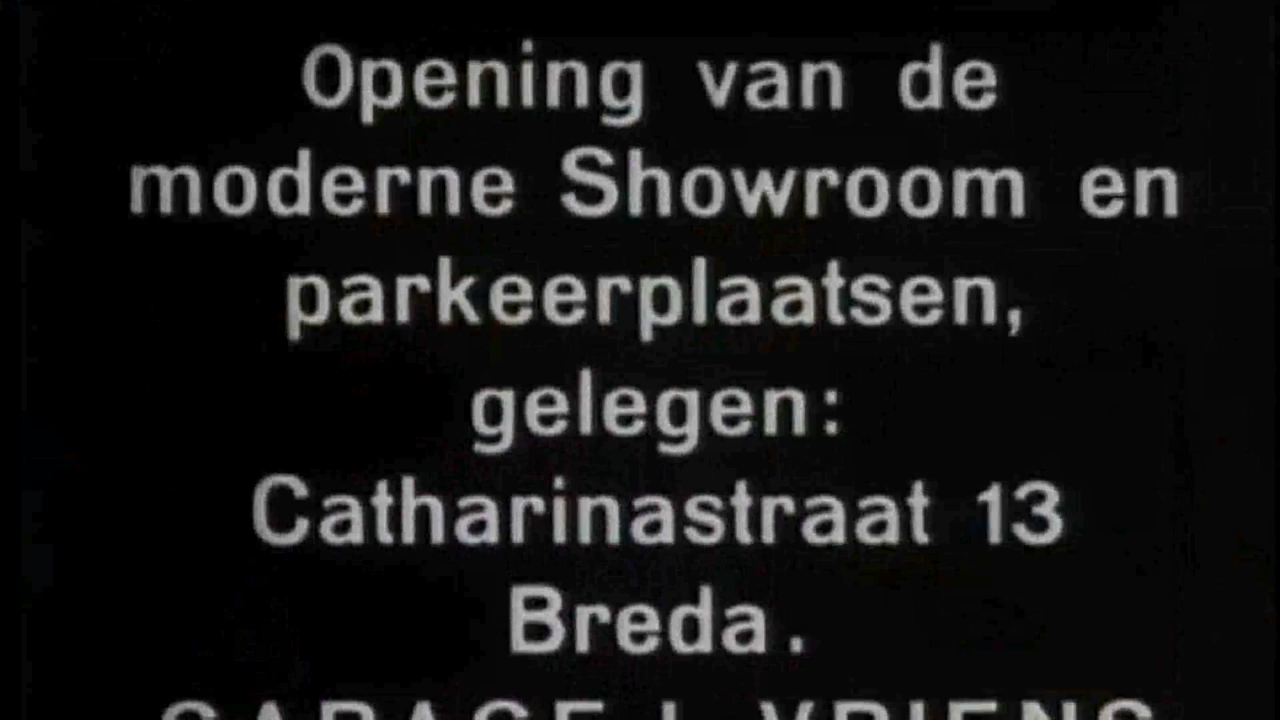 Opening van de
moderne Showroom en
parkeerplaatsen,
gelegen:
Catharinastraat 13
Breda.